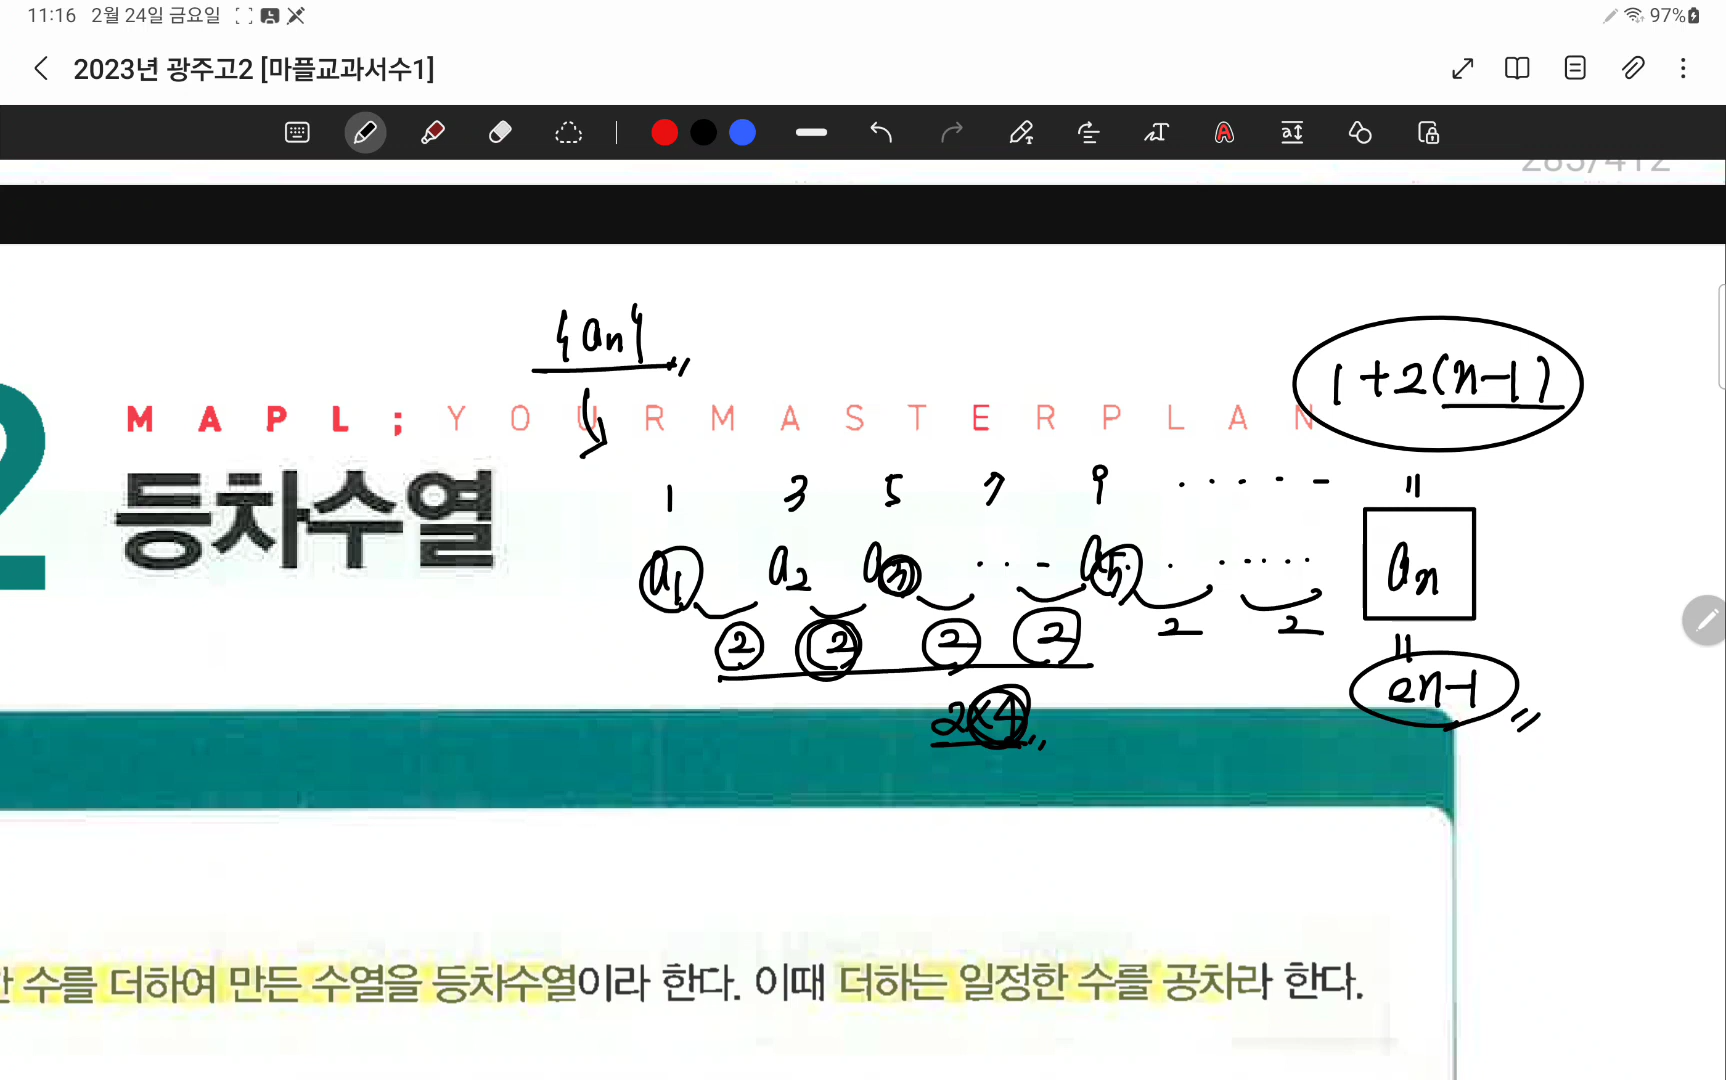 11:16 2월 24일 금요일 97%
2023년 광주고2 [마플교과서수1]
283/412
{an}
1+2(n-1)
M A P L ; Y O U R M A S T E R P L A N
2
등차수열
1 3 5 7 9 ····· - =
a1 a2 a3 ··- a5 · ····· an
2 2 2 2 2 2 =
2×4
2n-1
수를 더하여 만든 수열을 등차수열이라 한다. 이때 더하는 일정한 수를 공차라 한다.